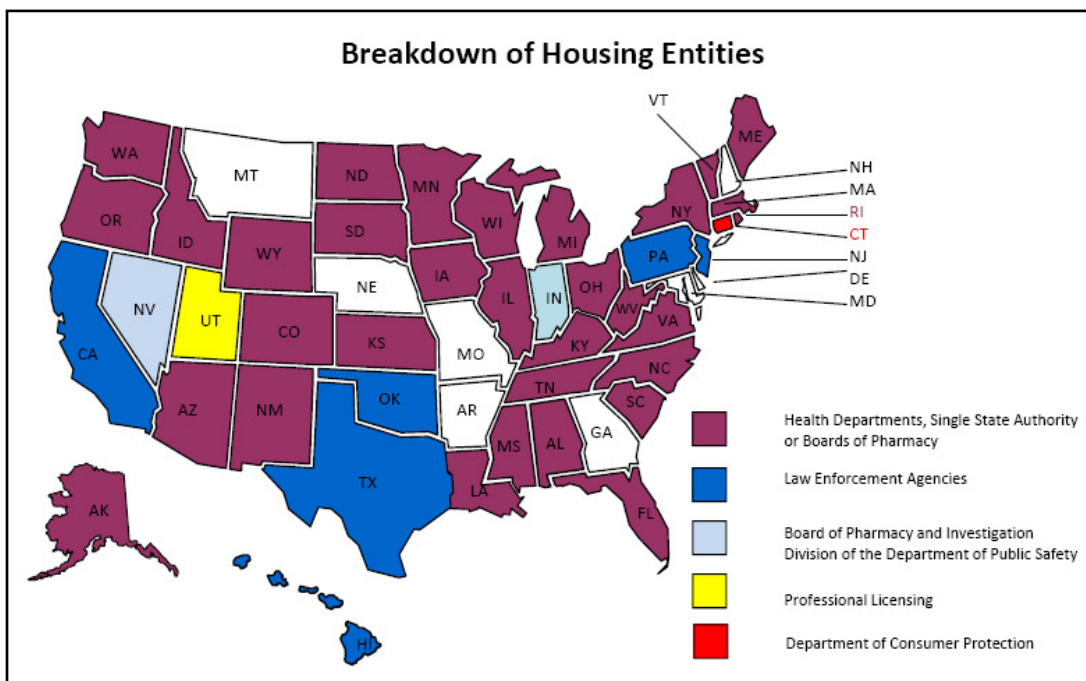 Breakdown of Housing Entities
VT
ME
WA
MT
ND
MN
NH
MA
OR
ID
SD
WI
NY
RI
MI
CT
WY
PA
NJ
IA
DE
NE
OH
IL
IN
MD
NV
UT
WV
CO
VA
CA
KS
KY
MO
NC
TN
AZ
NM
OK
AR
SC
MS
AL
GA
TX
LA
FL
AK
HI
Health Departments, Single State Authority
or Boards of Pharmacy
Law Enforcement Agencies
Board of Pharmacy and Investigation
Division of the Department of Public Safety
Professional Licensing
Department of Consumer Protection